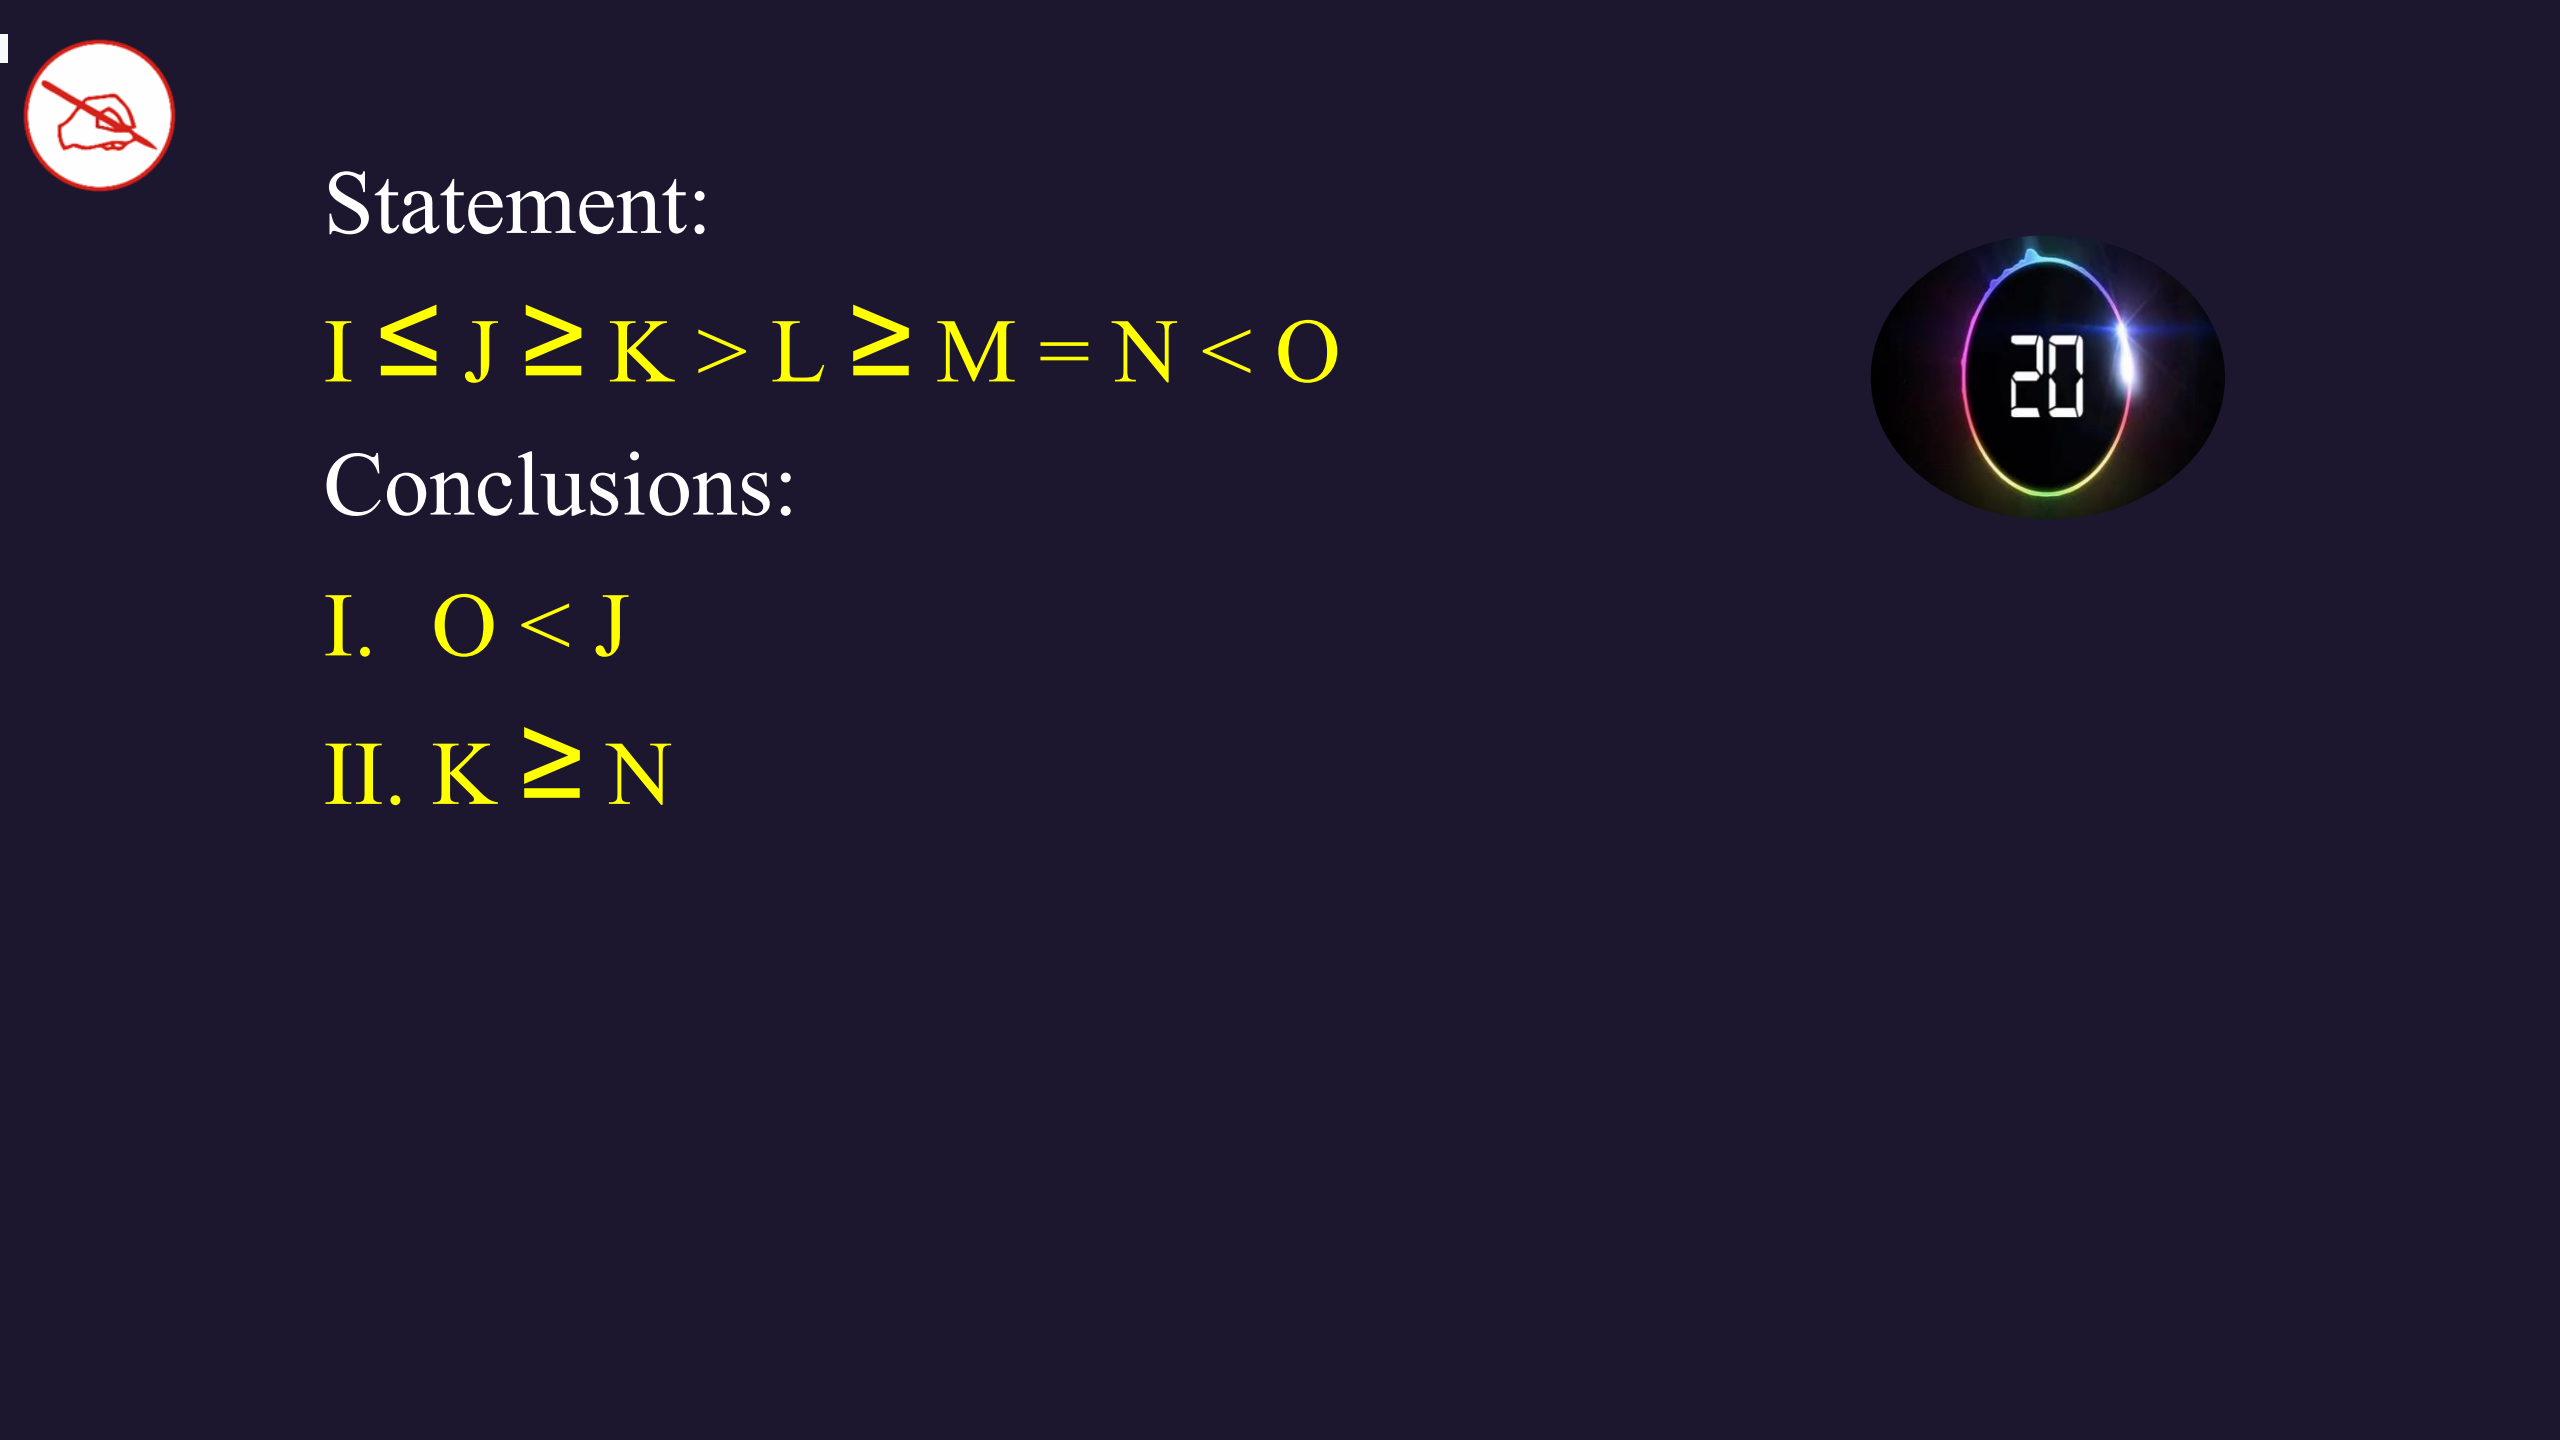 Statement:
I ≤ J ≥ K > L ≥ M = N < O
20
Conclusions:
I. O < J
II. K ≥ N